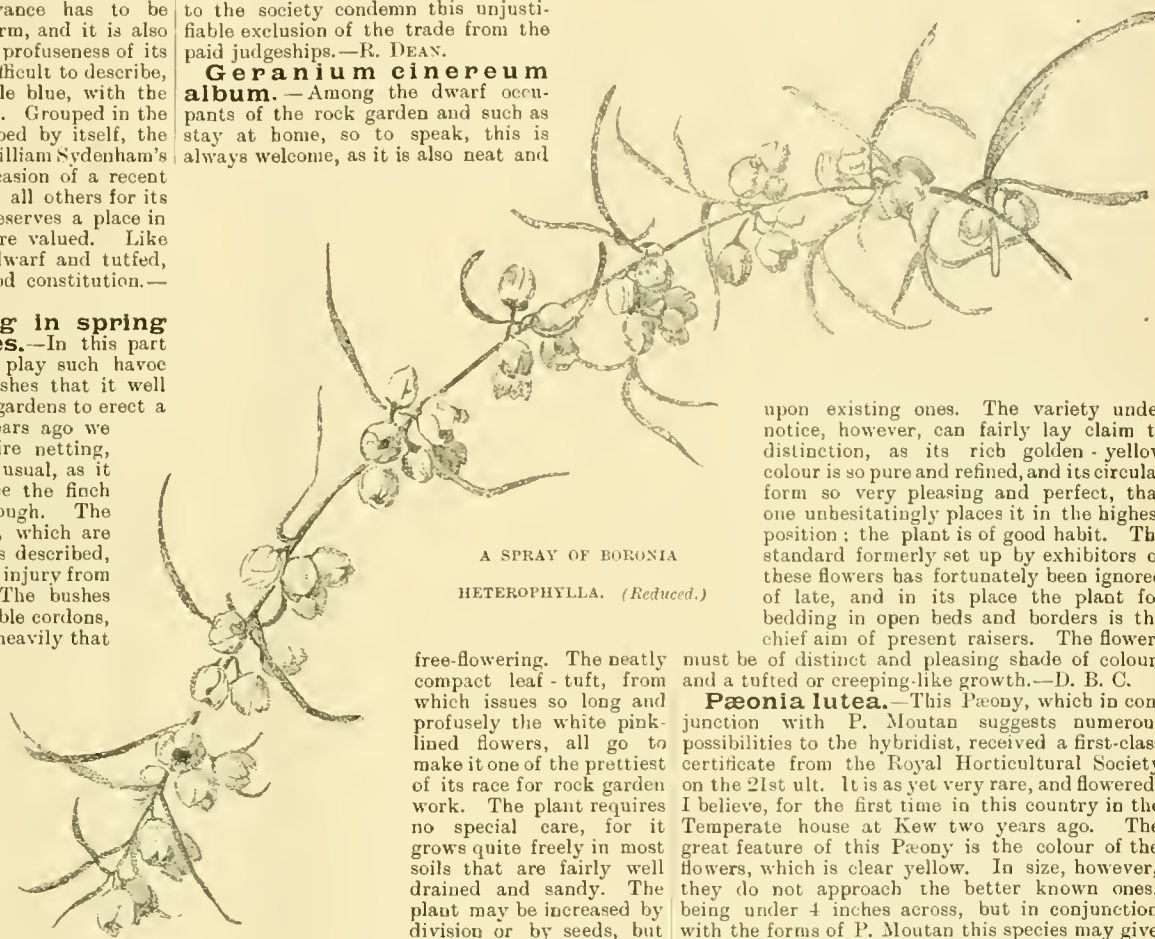 rance has to be
rm, and it is also
profuseness of its
fficult to describe,
le blue, with the
. Grouped in the
bed by itself, the
illiam Sydenham's
casion of a recent
all others for its
eserves a place in
re valued. Like
dwarf and tutfed,
od constitution.—
g in spring
es.—In this part
play such havoc
shes that it well
gardens to erect a
ars ago we
ire netting,
usual, as it
e the finch
ough. The
, which are
s described,
injury from
The bushes
ble cordons,
heavily that
to the society condemn this unjusti-
fiable exclusion of the trade from the
paid judgeships.—R. DEAN.
Geranium cinereum
album.—Among the dwarf occu-
pants of the rock garden and such as
stay at home, so to speak, this is
always welcome, as it is also neat and
A SPRAY OF BORONIA
HETEROPHYLLA. (Reduced.)
free-flowering. The neatly
compact leaf-tuft, from
which issues so long and
profusely the white pink-
lined flowers, all go to
make it one of the prettiest
of its race for rock garden
work. The plant requires
no special care, for it
grows quite freely in most
soils that are fairly well
drained and sandy. The
plant may be increased by
division or by seeds, but
upon existing ones. The variety unde
notice, however, can fairly lay claim t
distinction, as its rich golden-yellow
colour is so pure and refined, and its circula
form so very pleasing and perfect, tha
one unhesitatingly places it in the highes
position; the plant is of good habit. Th
standard formerly set up by exhibitors o
these flowers has fortunately been ignored
of late, and in its place the plant fo
bedding in open beds and borders is th
chief aim of present raisers. The flower
must be of distinct and pleasing shade of colour
and a tufted or creeping-like growth.—D. B. C.
Pæonia lutea.—This Pæony, which in con
junction with P. Moutan suggests numerou
possibilities to the hybridist, received a first-clas
certificate from the Royal Horticultural Society
on the 21st ult. It is as yet very rare, and flowered
I believe, for the first time in this country in the
Temperate house at Kew two years ago. The
great feature of this Pæony is the colour of the
flowers, which is clear yellow. In size, however,
they do not approach the better known ones,
being under 4 inches across, but in conjunction
with the forms of P. Moutan this species may give